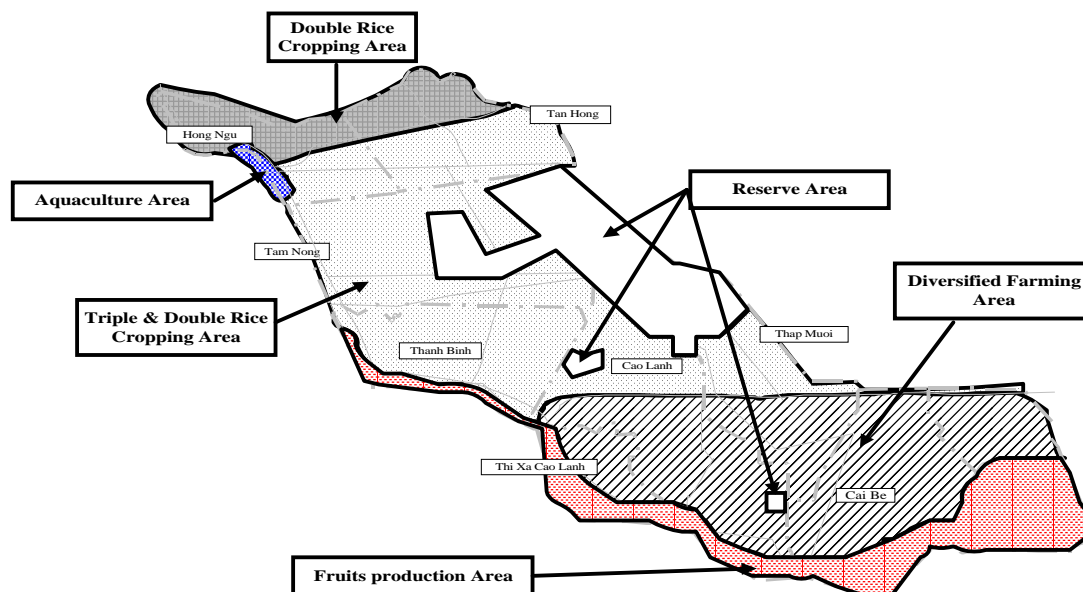 Double Rice
Cropping Area
Tan Hong
Hong Ngu
Aquaculture Area
Reserve Area
Tam Nong
Diversified Farming
Area
Triple & Double Rice
Cropping Area
Thap Muoi
Thanh Binh
Cao Lanh
Thi Xa Cao Lanh
Cai Be
Fruits production Area